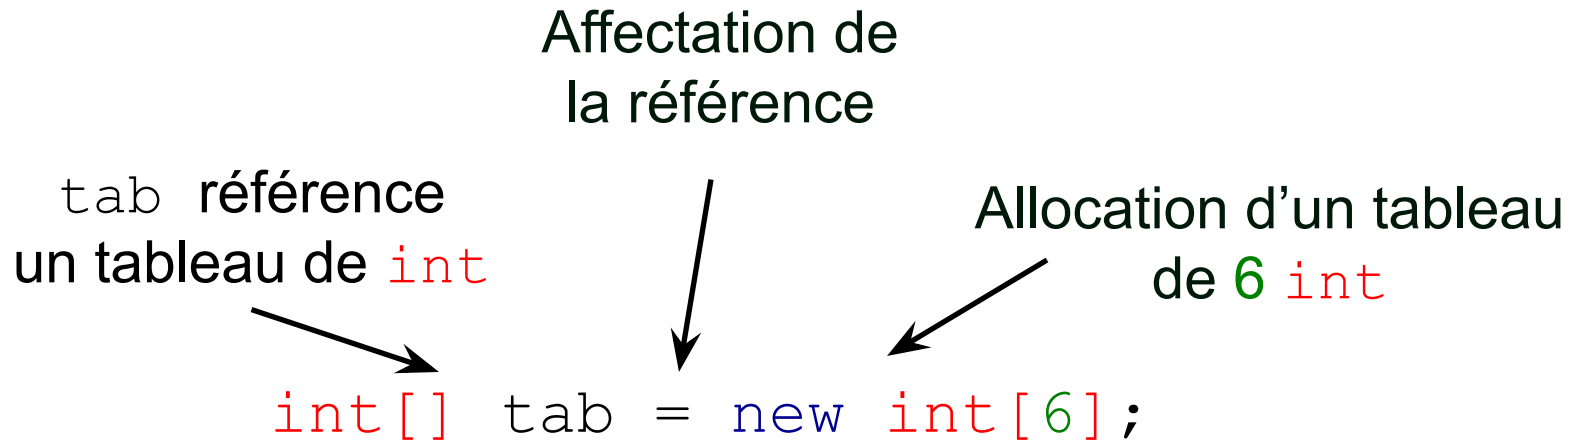 Affectation de
la référence
tab référence
un tableau de int
Allocation d’un tableau
de 6 int
int[] tab = new int[6];